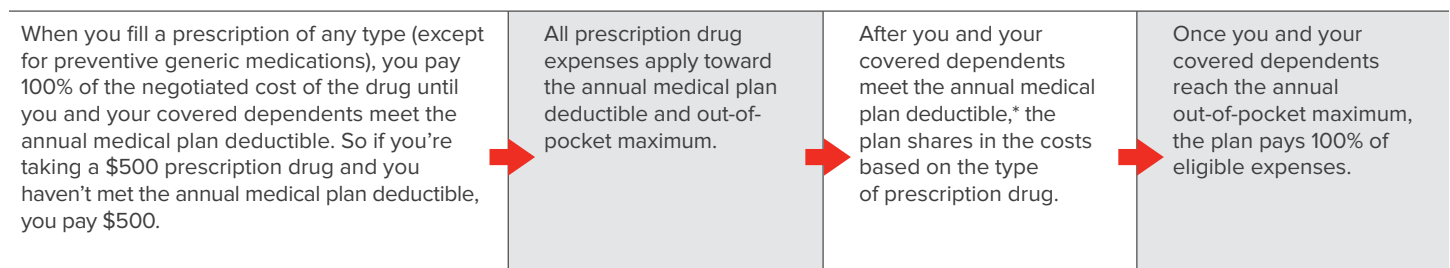 When you fill a prescription of any type (except
for preventive generic medications), you pay
100% of the negotiated cost of the drug until
you and your covered dependents meet the
annual medical plan deductible. So if you’re
taking a $500 prescription drug and you
haven’t met the annual medical plan deductible,
you pay $500.
All prescription drug
expenses apply toward
the annual medical plan
deductible and out-of-
pocket maximum.
After you and your
covered dependents
meet the annual medical
plan deductible,* the
plan shares in the costs
based on the type
of prescription drug.
Once you and your
covered dependents
reach the annual
out-of-pocket maximum,
the plan pays 100% of
eligible expenses.